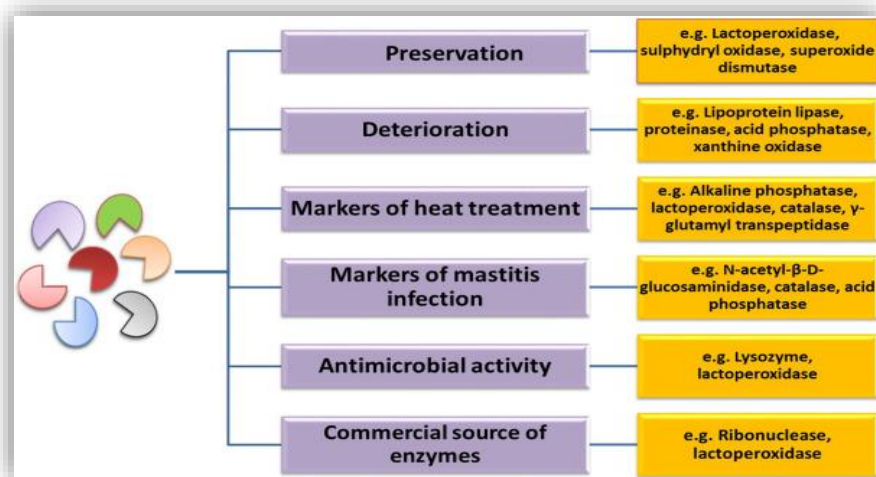 Preservation
e.g. Lactoperoxidase,
sulphydryl oxidase, superoxide
dismutase
Deterioration
e.g. Lipoprotein lipase,
proteinase, acid phosphatase,
xanthine oxidase
Markers of heat treatment
e.g. Alkaline phosphatase,
lactoperoxidase, catalase, γ-
glutamyl transpeptidase
Markers of mastitis
infection
e.g. N-acetyl-β-D-
glucosaminidase, catalase, acid
phosphatase
Antimicrobial activity
e.g. Lysozyme,
lactoperoxidase
Commercial source of
enzymes
e.g. Ribonuclease,
lactoperoxidase